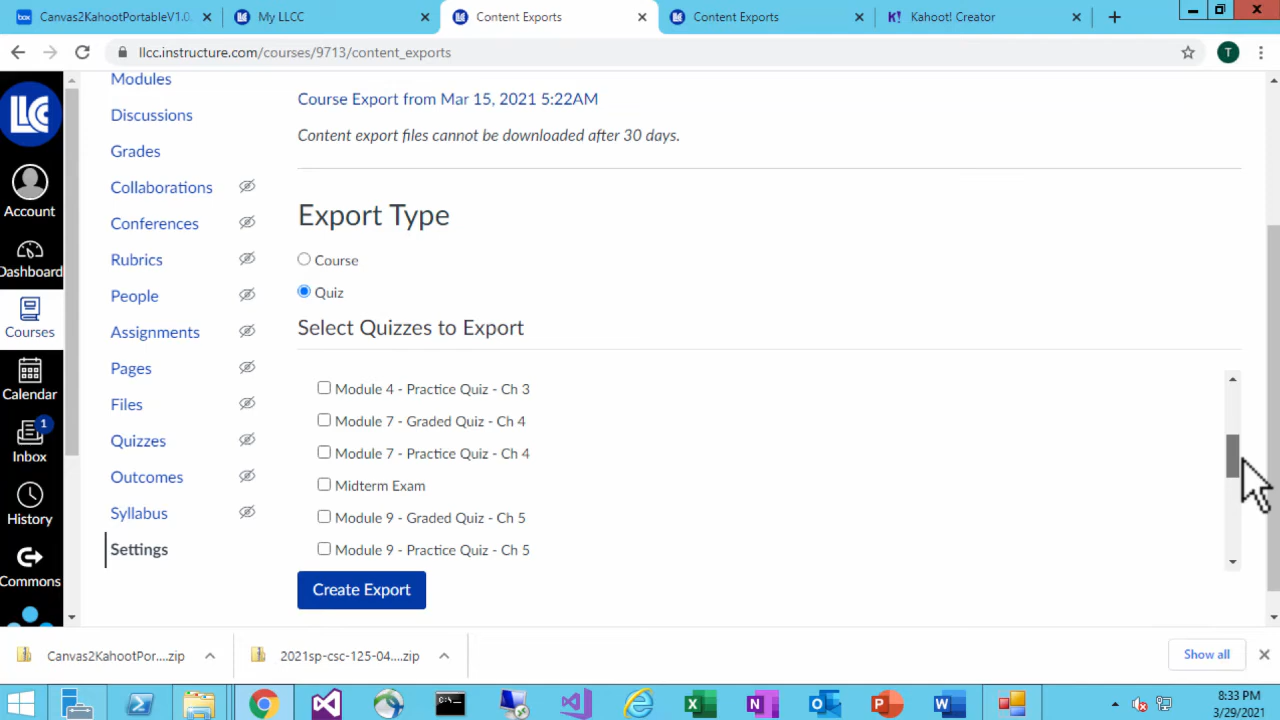 box
Canvas2KahootPortableV1.0
My LLCC
Content Exports
Content Exports
K!
Kahoot! Creator
llcc.instructure.com/courses/9713/content_exports
T
LLC
Account
Dashboard
Courses
Calendar
1
Inbox
History
Commons
Modules
Discussions
Grades
Collaborations
Conferences
Rubrics
People
Assignments
Pages
Files
Quizzes
Outcomes
Syllabus
Settings
Course Export from Mar 15, 2021 5:22AM
Content export files cannot be downloaded after 30 days.
Export Type
Course
Quiz
Select Quizzes to Export
Module 4 - Practice Quiz - Ch 3
Module 7 - Graded Quiz - Ch 4
Module 7 - Practice Quiz - Ch 4
Midterm Exam
Module 9 - Graded Quiz - Ch 5
Module 9 - Practice Quiz - Ch 5
Create Export
Canvas2KahootPor....zip
2021sp-csc-125-04....zip
Show all
8:33 PM
3/29/2021